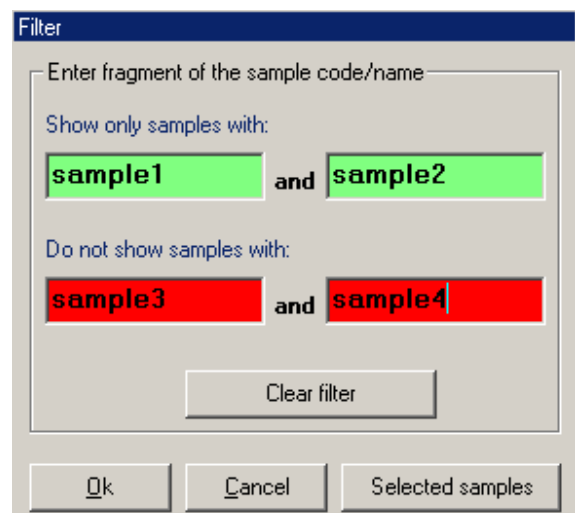 Filter
Enter fragment of the sample code/name
Show only samples with:
sample1 and sample2
Do not show samples with:
sample3 and sample4
Clear filter
Ok Cancel Selected samples